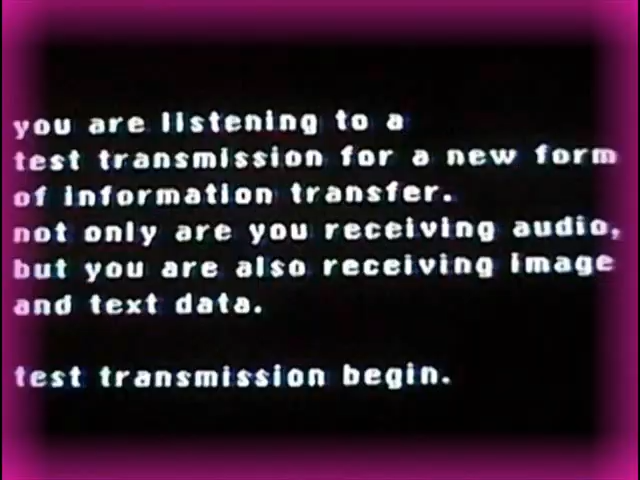 you are listening to a
test transmission for a new form
of information transfer.
not only are you receiving audio,
but you are also receiving image
and text data.
test transmission begin.